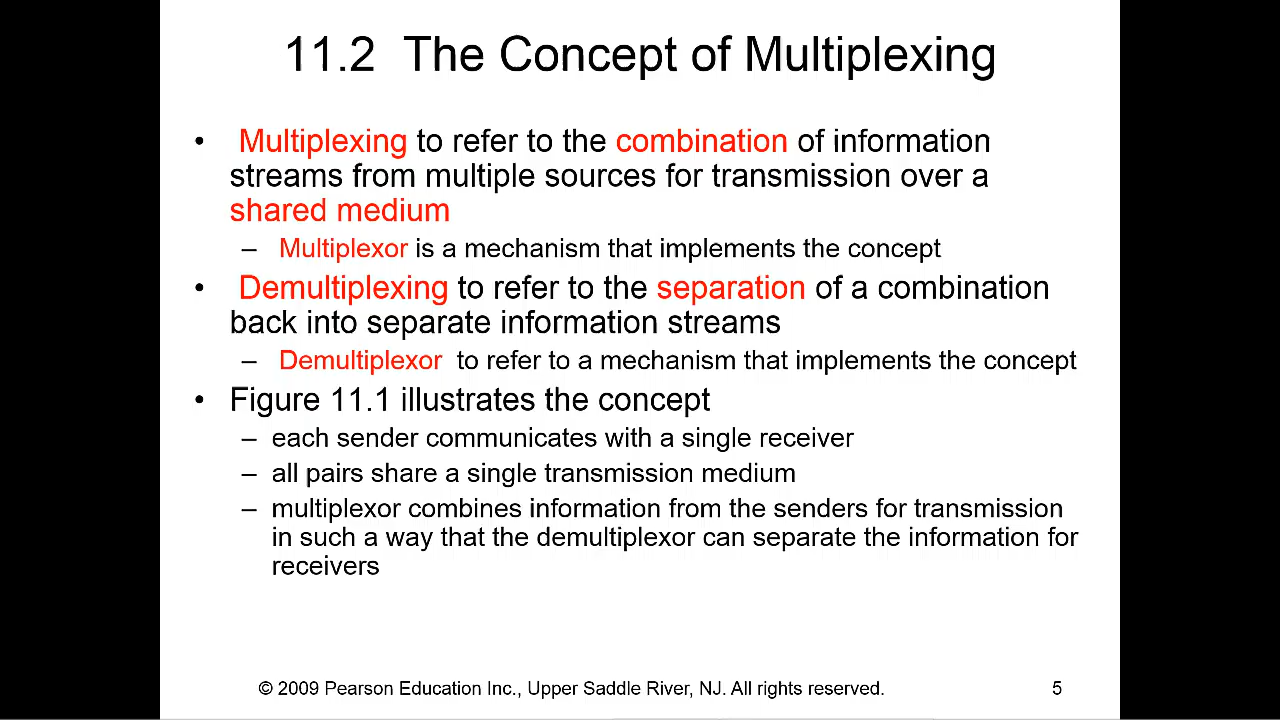 11.2 The Concept of Multiplexing
• Multiplexing to refer to the combination of information
streams from multiple sources for transmission over a
shared medium
– Multiplexor is a mechanism that implements the concept
• Demultiplexing to refer to the separation of a combination
back into separate information streams
– Demultiplexor to refer to a mechanism that implements the concept
• Figure 11.1 illustrates the concept
– each sender communicates with a single receiver
– all pairs share a single transmission medium
– multiplexor combines information from the senders for transmission
in such a way that the demultiplexor can separate the information for
receivers
© 2009 Pearson Education Inc., Upper Saddle River, NJ. All rights reserved.
5